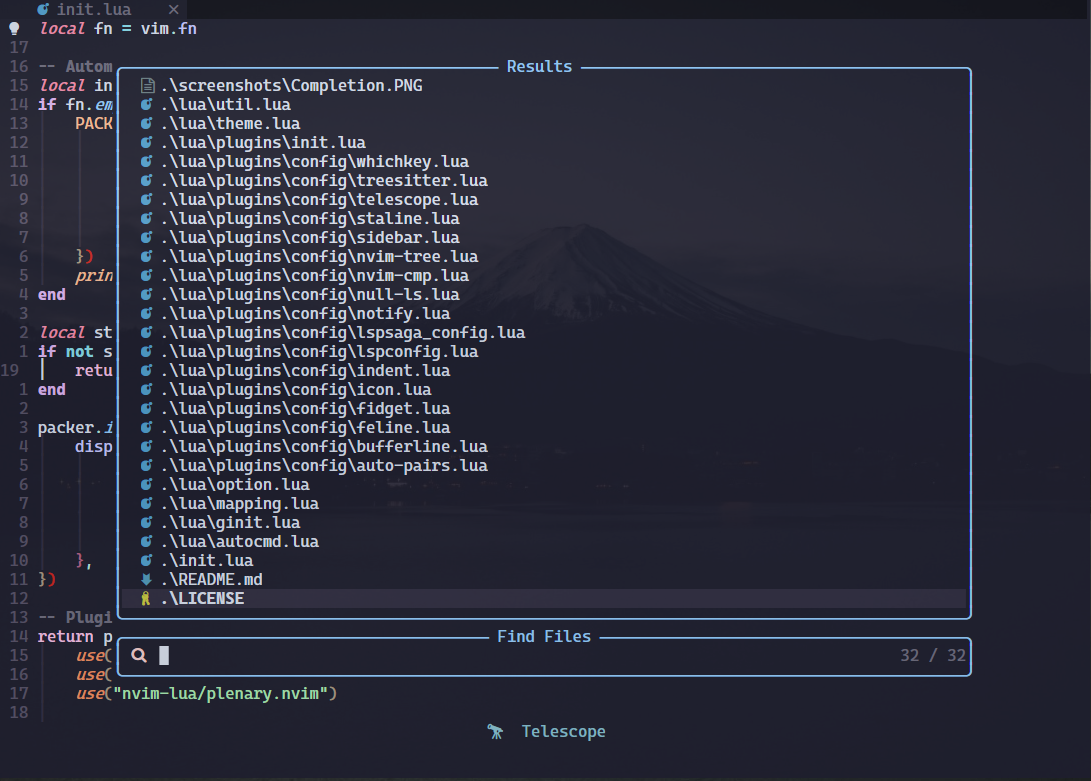 init.lua ×
local fn = vim.fn
17
16 -- Autom
Results
15 local in
.\screenshots\Completion.PNG
14 if fn.em
.\lua\util.lua
13 PACK
.\lua\theme.lua
12
.\lua\plugins\init.lua
11
.\lua\plugins\config\whichkey.lua
10
.\lua\plugins\config\treesitter.lua
9
.\lua\plugins\config\telescope.lua
8
.\lua\plugins\config\staline.lua
7
.\lua\plugins\config\sidebar.lua
6 })
.\lua\plugins\config\nvim-tree.lua
5 prin
.\lua\plugins\config\nvim-cmp.lua
4 end
.\lua\plugins\config\null-ls.lua
3
.\lua\plugins\config\notify.lua
2 local st
.\lua\plugins\config\lspsaga_config.lua
1 if not s
.\lua\plugins\config\lspconfig.lua
19 retu
.\lua\plugins\config\indent.lua
1 end
.\lua\plugins\config\icon.lua
2
.\lua\plugins\config\fidget.lua
3 packer.i
.\lua\plugins\config\feline.lua
4 disp
.\lua\plugins\config\bufferline.lua
5
.\lua\plugins\config\auto-pairs.lua
6
.\lua\option.lua
7
.\lua\mapping.lua
8
.\lua\ginit.lua
9
.\lua\autocmd.lua
10 },
.\init.lua
11 })
.\README.md
12
.\LICENSE
13 -- Plugi
14 return p
Find Files
15 use(
32 / 32
16 use(
17 use("nvim-lua/plenary.nvim")
18
Telescope